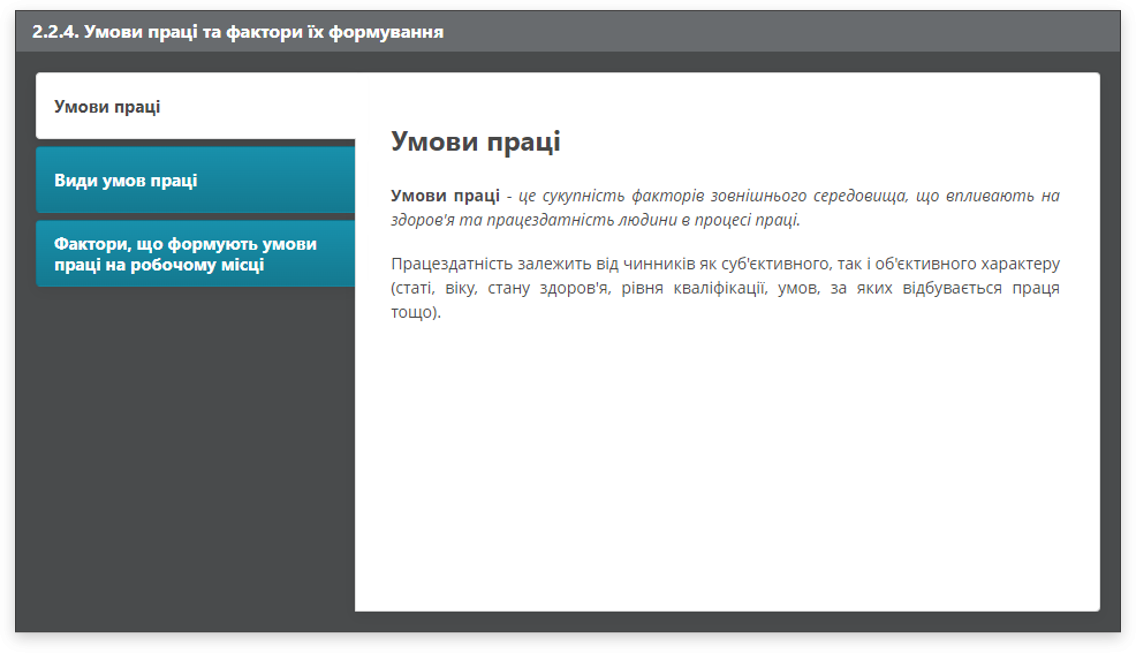 2.2.4. Умови праці та фактори їх формування
Умови праці
Види умов праці
Фактори, що формують умови
праці на робочому місці
Умови праці
Умови праці - це сукупність факторів зовнішнього середовища, що впливають на
здоров'я та працездатність людини в процесі праці.
Працездатність залежить від чинників як суб'єктивного, так і об'єктивного характеру
(статі, віку, стану здоров'я, рівня кваліфікації, умов, за яких відбувається праця
тощо).